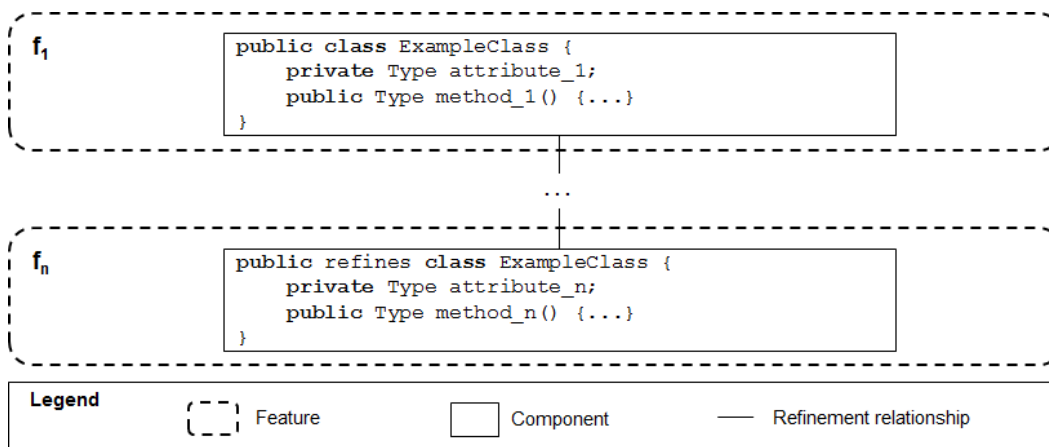 f1
public class ExampleClass {
private Type attribute_1;
public Type method_1() {...}
}
...
fn
public refines class ExampleClass {
private Type attribute_n;
public Type method_n() {...}
}
Legend
Feature
Component
Refinement relationship